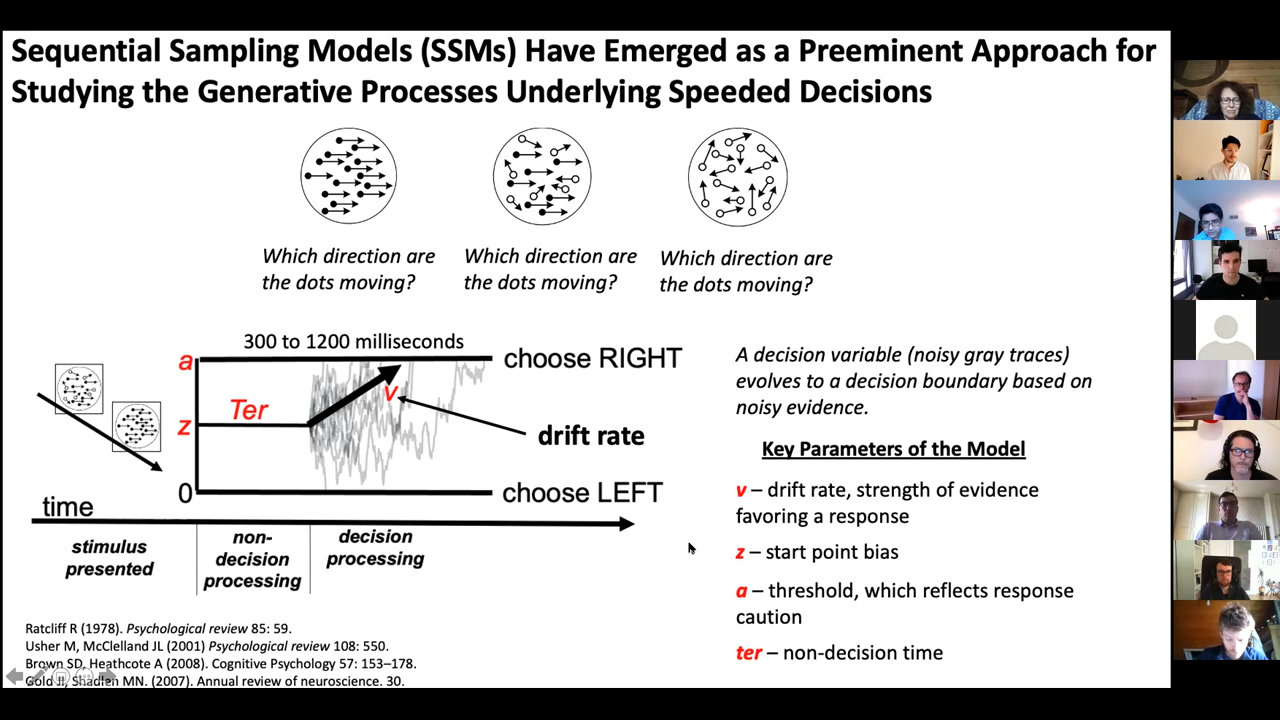 Sequential Sampling Models (SSMs) Have Emerged as a Preeminent Approach for
Studying the Generative Processes Underlying Speeded Decisions
Which direction are
the dots moving?
Which direction are
the dots moving?
Which direction are
the dots moving?
300 to 1200 milliseconds
a
choose RIGHT
v
Ter
z
drift rate
0
choose LEFT
time
stimulus
presented
non-
decision
processing
decision
processing
A decision variable (noisy gray traces)
evolves to a decision boundary based on
noisy evidence.
Key Parameters of the Model
v – drift rate, strength of evidence
favoring a response
z – start point bias
a – threshold, which reflects response
caution
ter – non-decision time
Ratcliff R (1978). Psychological review 85: 59.
Usher M, McClelland JL (2001) Psychological review 108: 550.
Brown SD, Heathcote A (2008). Cognitive Psychology 57: 153–178.
Gold JI, Shadlen MN. (2007). Annual review of neuroscience. 30.